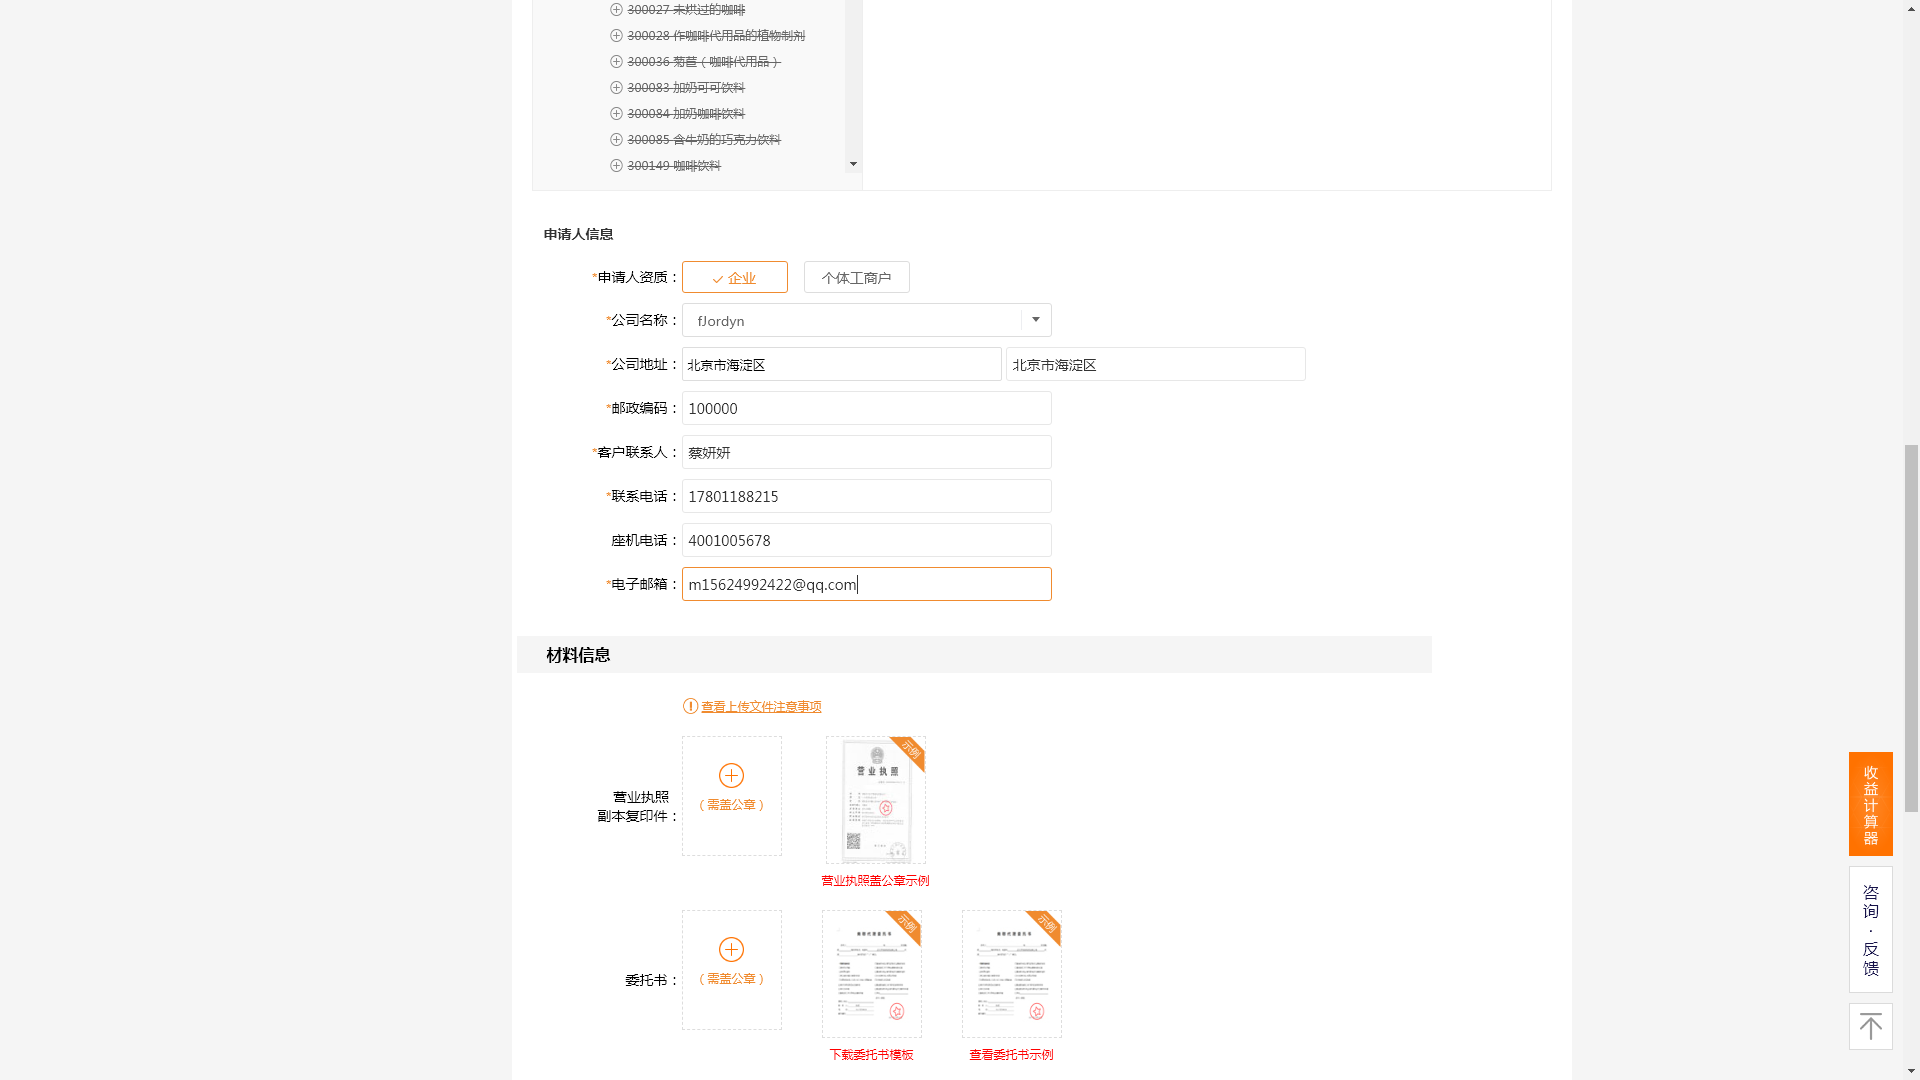 300027 未烘过的咖啡
300028 作咖啡代用品的植物制剂
300036 菊苣（咖啡代用品）
300083 加奶可可饮料
300084 加奶咖啡饮料
300085 含牛奶的巧克力饮料
300149 咖啡饮料
申请人信息
*申请人资质： 企业 个体工商户
*公司名称： fJordyn
*公司地址： 北京市海淀区 北京市海淀区
*邮政编码： 100000
*客户联系人： 蔡妍妍
*联系电话： 17801188215
座机电话： 4001005678
*电子邮箱： m15624992422@qq.com
材料信息
查看上传文件注意事项
营业执照
副本复印件：
（需盖公章）
示例
营业执照
营业执照盖公章示例
委托书：
（需盖公章）
示例
下载委托书模板
示例
查看委托书示例
收益计算器
咨询·反馈